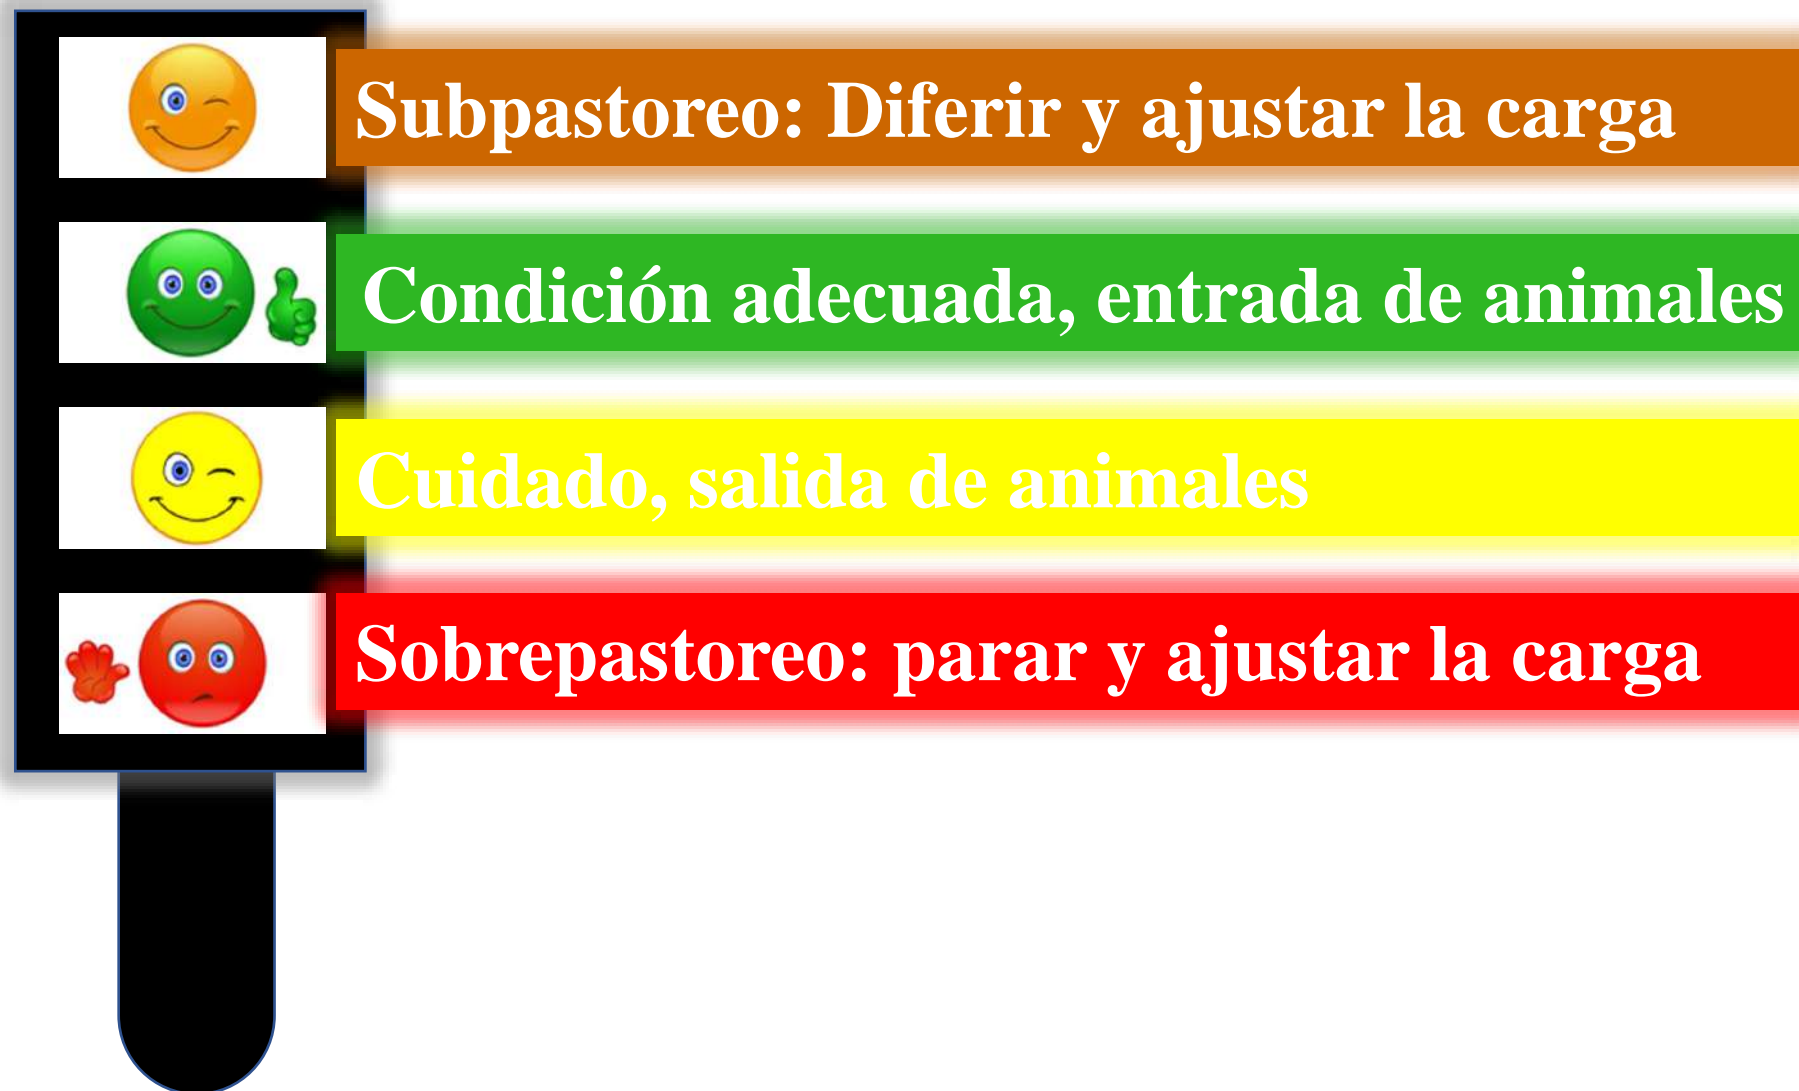 Subpastoreo: Diferir y ajustar la carga
Condición adecuada, entrada de animales
Cuidado, salida de animales
Sobrepastoreo: parar y ajustar la carga